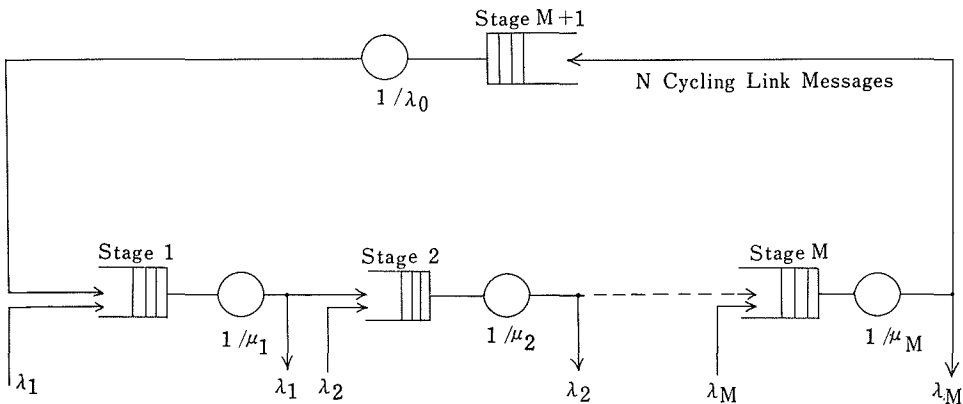 Stage M+1
1/λ0
N Cycling Link Messages
Stage 1
Stage 2
Stage M
1/μ1
1/μ2
1/μM
λ1
λ1
λ2
λ2
λM
λM